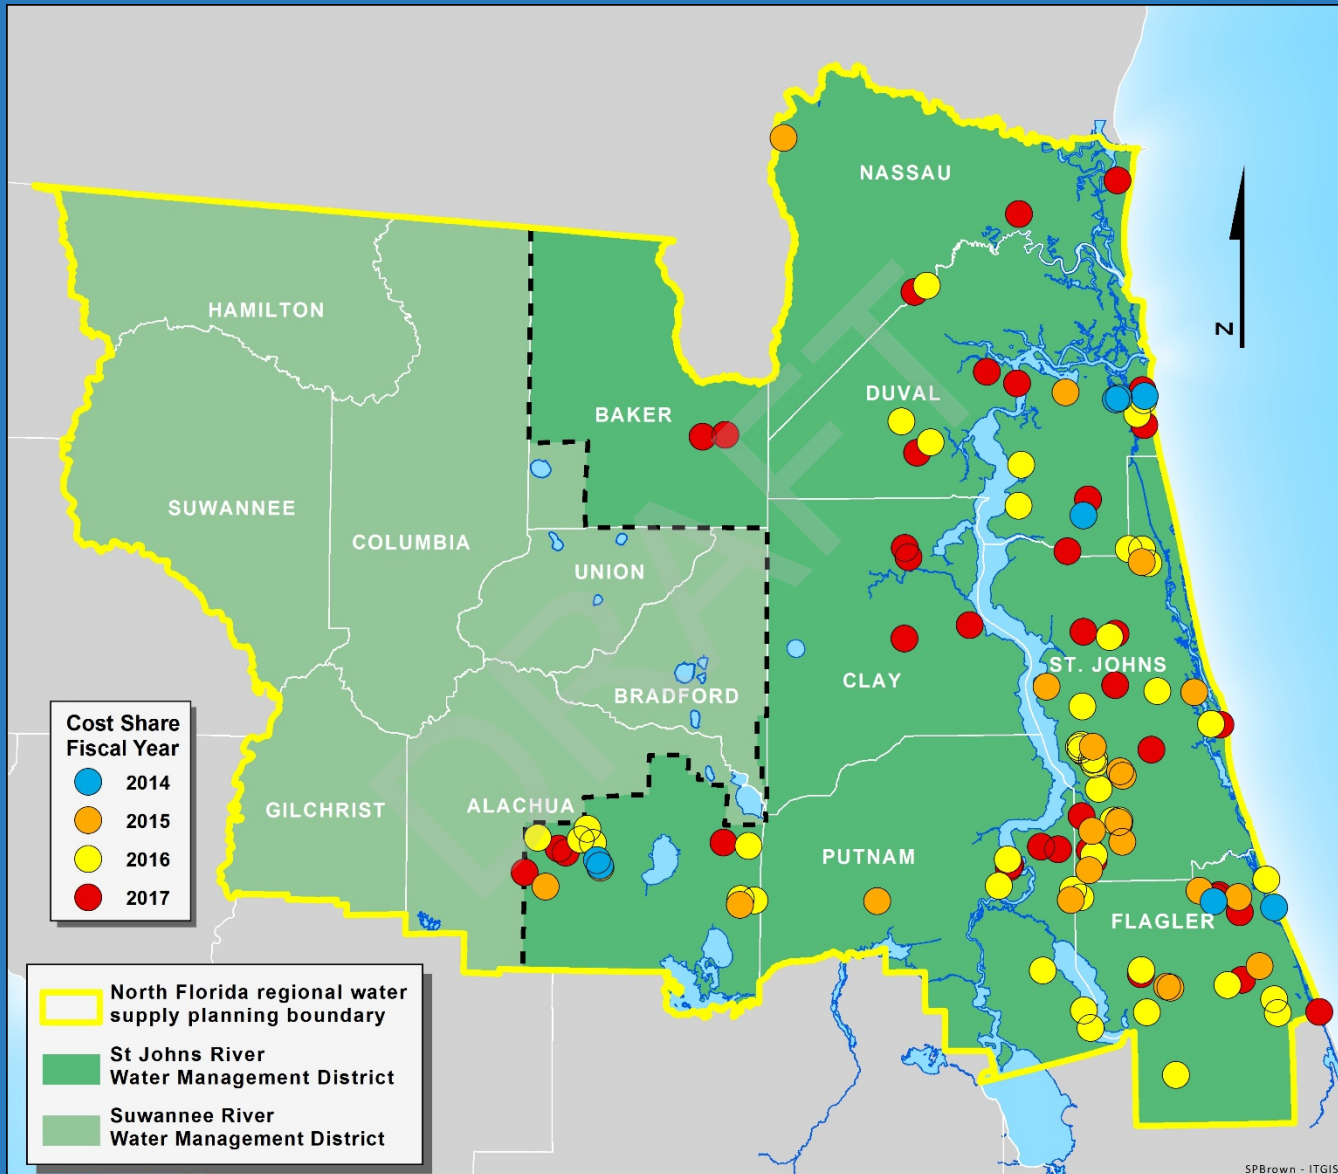 NASSAU
HAMILTON
DUVAL
BAKER
SUWANNEE
COLUMBIA
UNION
ST. JOHNS
CLAY
BRADFORD
GILCHRIST
ALACHUA
PUTNAM
FLAGLER
DRAFT
N
Cost Share
Fiscal Year
2014
2015
2016
2017
North Florida regional water
supply planning boundary
St Johns River
Water Management District
Suwannee River
Water Management District
SPBrown - ITGIS